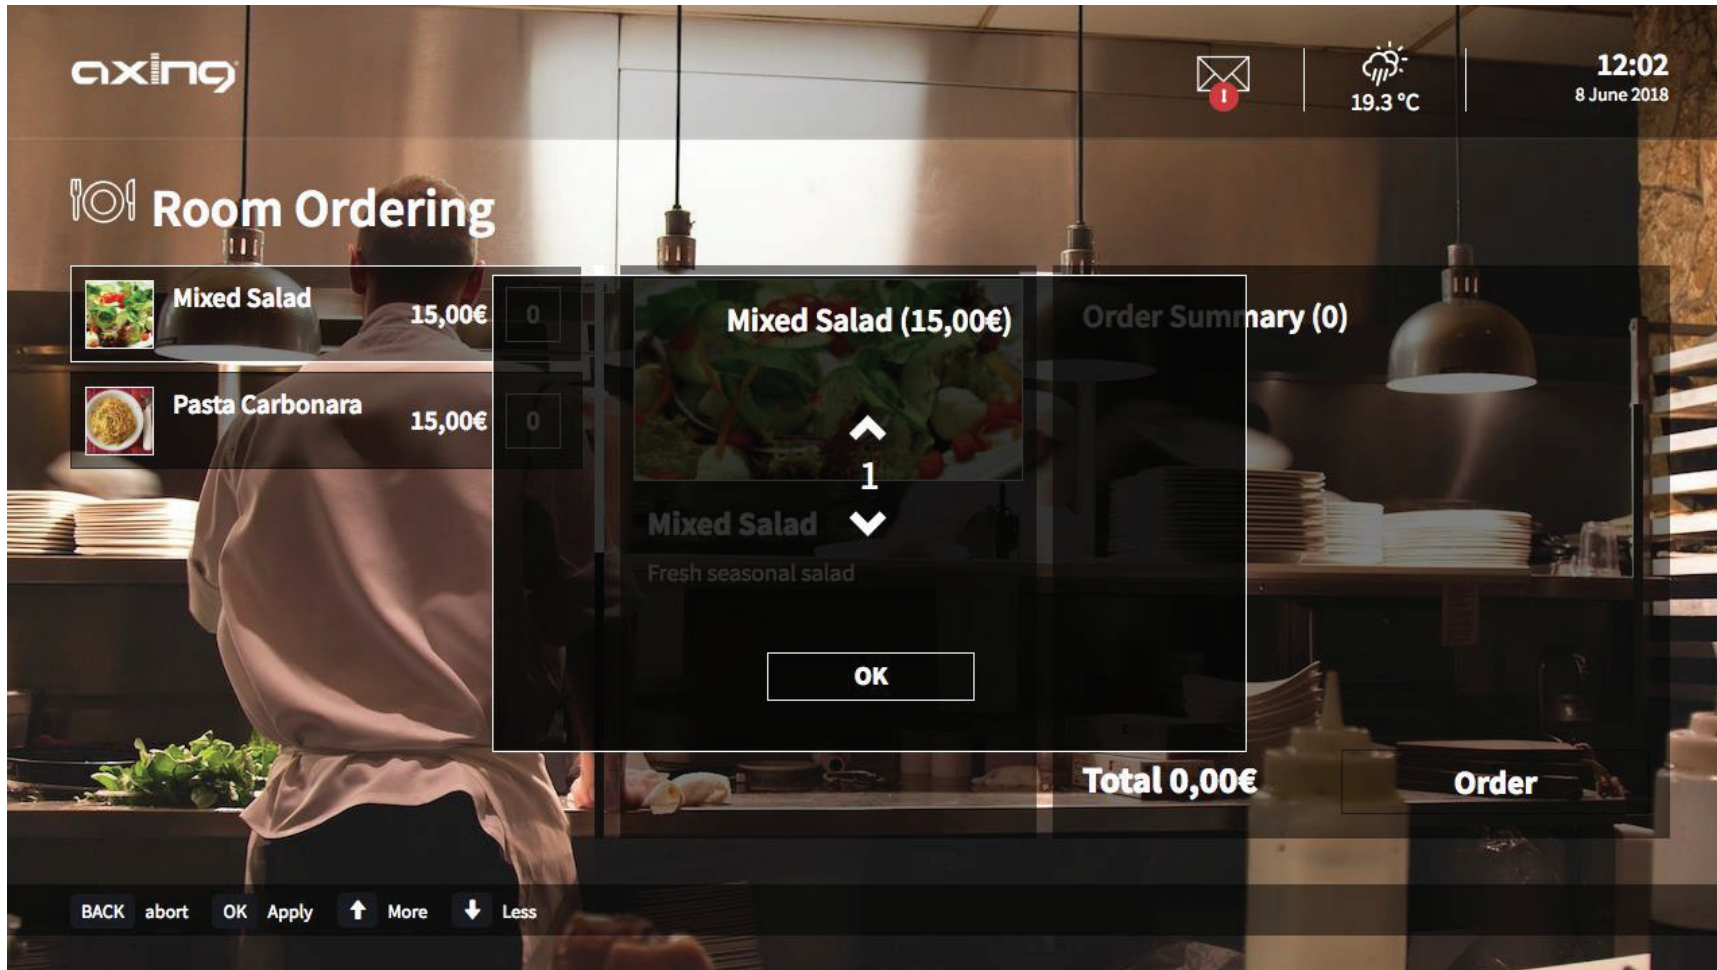 axing
19.3 °C
12:02
8 June 2018
Room Ordering
Mixed Salad
15,00€
0
Pasta Carbonara
15,00€
0
Mixed Salad (15,00€)
1
OK
Mixed Salad
Fresh seasonal salad
Order Summary (0)
Total 0,00€
Order
BACK abort OK Apply More Less